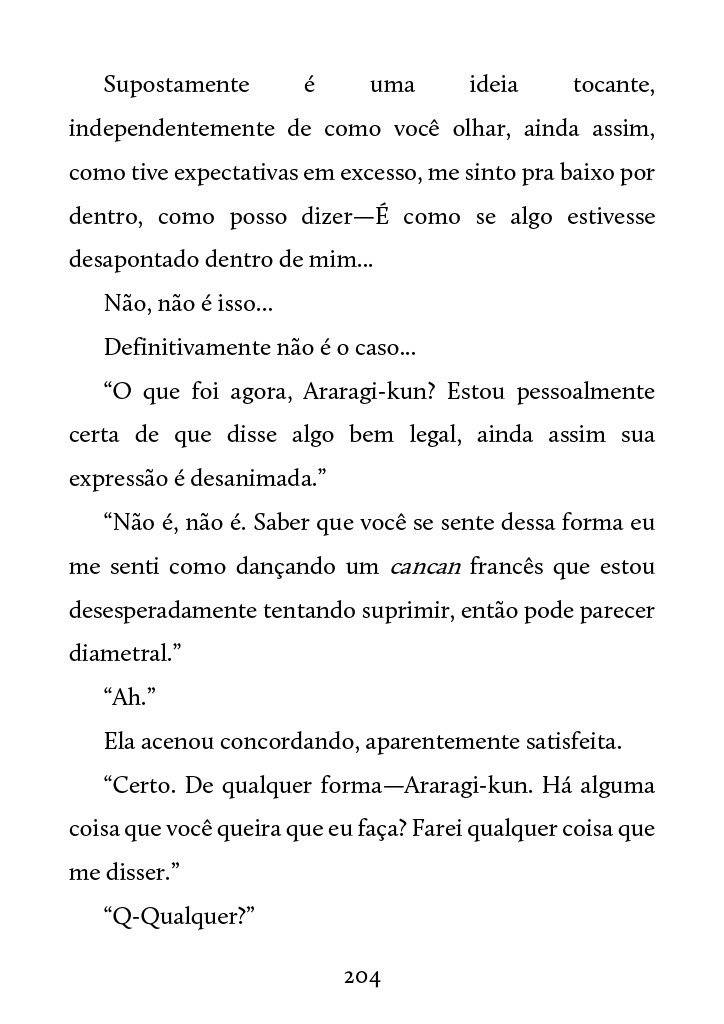 Supostamente é uma ideia tocante,
independentemente de como você olhar, ainda assim,
como tive expectativas em excesso, me sinto pra baixo por
dentro, como posso dizer—É como se algo estivesse
desapontado dentro de mim...
Não, não é isso...
Definitivamente não é o caso...
“O que foi agora, Araragi-kun? Estou pessoalmente
certa de que disse algo bem legal, ainda assim sua
expressão é desanimada.”
“Não é, não é. Saber que você se sente dessa forma eu
me senti como dançando um cancan francês que estou
desesperadamente tentando suprimir, então pode parecer
diametral.”
“Ah.”
Ela acenou concordando, aparentemente satisfeita.
“Certo. De qualquer forma—Araragi-kun. Há alguma
coisa que você queira que eu faça? Farei qualquer coisa que
me disser.”
“Q-Qualquer?”
204